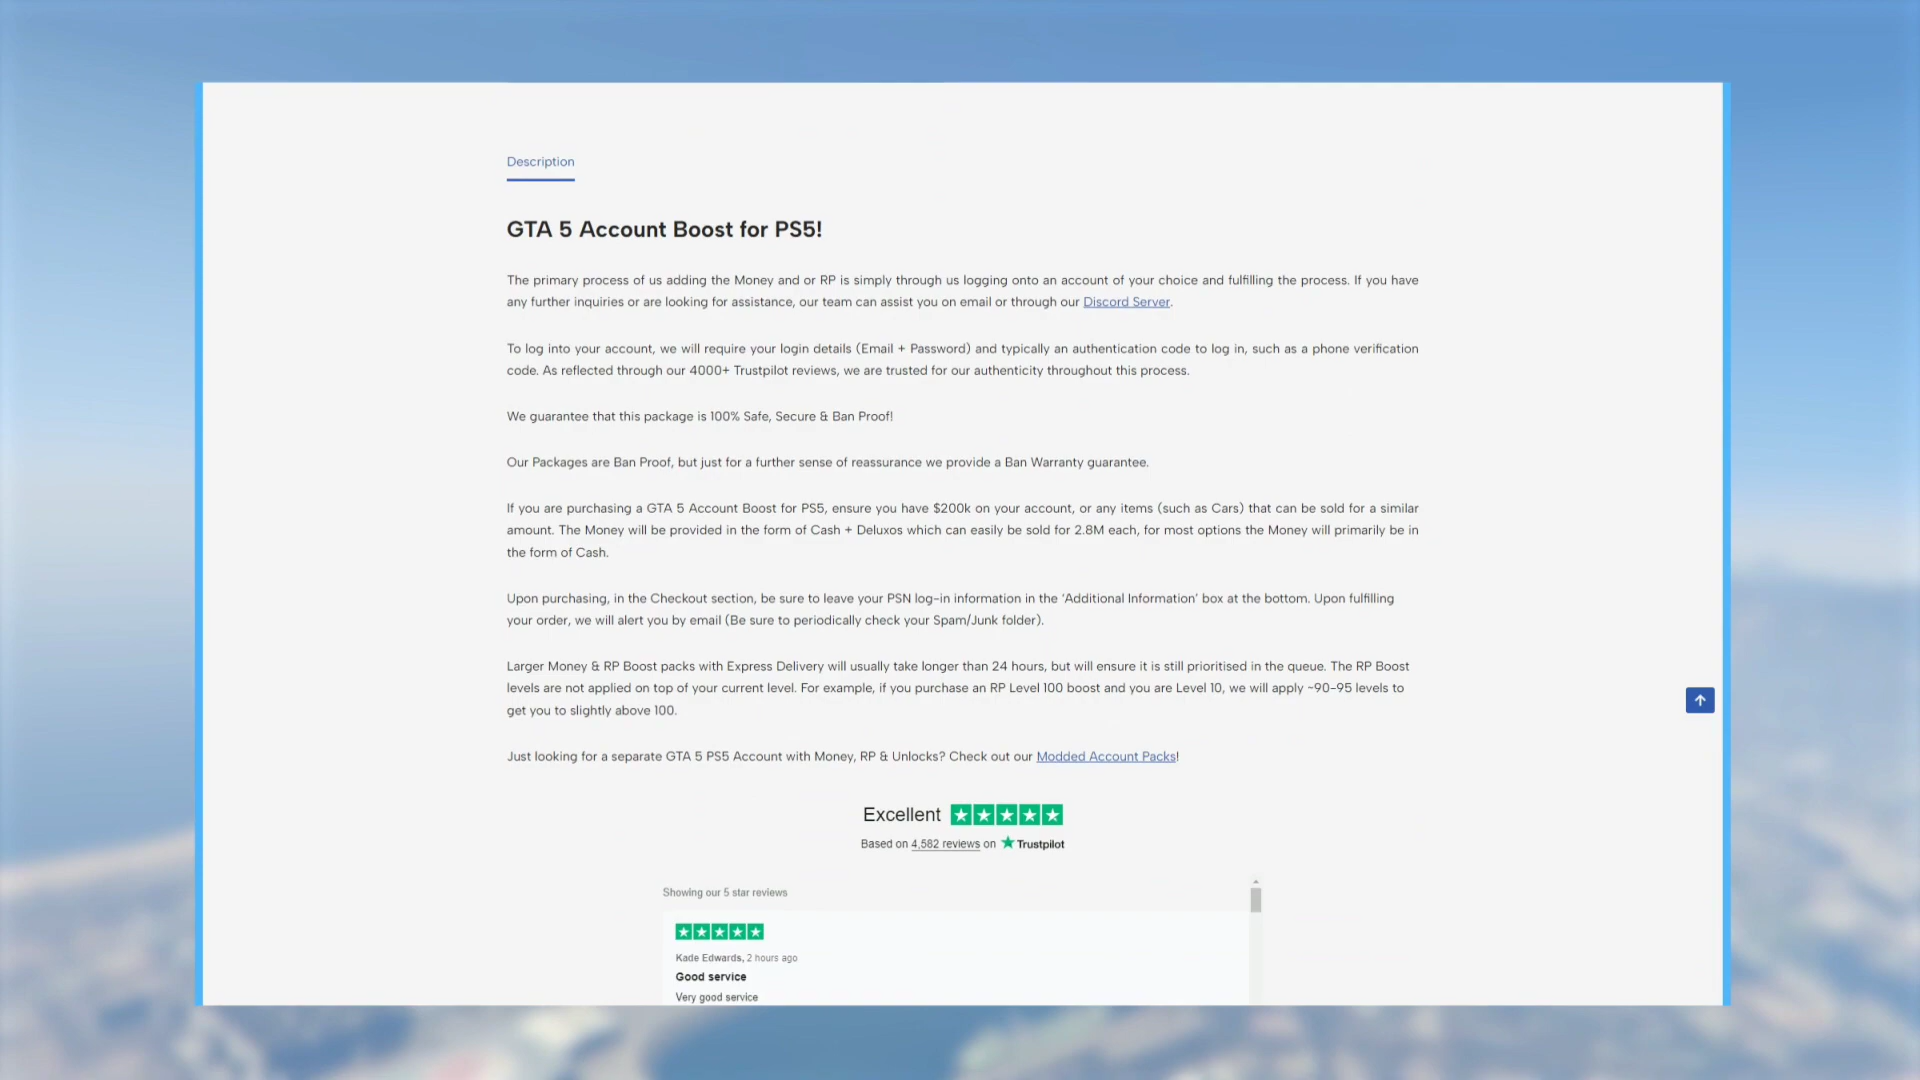 Description
GTA 5 Account Boost for PS5!
The primary process of us adding the Money and or RP is simply through us logging onto an account of your choice and fulfilling the process. If you have
any further inquiries or are looking for assistance, our team can assist you on email or through our Discord Server.
To log into your account, we will require your login details (Email + Password) and typically an authentication code to log in, such as a phone verification
code. As reflected through our 4000+ Trustpilot reviews, we are trusted for our authenticity throughout this process.
We guarantee that this package is 100% Safe, Secure & Ban Proof!
Our Packages are Ban Proof, but just for a further sense of reassurance we provide a Ban Warranty guarantee.
If you are purchasing a GTA 5 Account Boost for PS5, ensure you have $200k on your account, or any items (such as Cars) that can be sold for a similar
amount. The Money will be provided in the form of Cash + Deluxos which can easily be sold for 2.8M each, for most options the Money will primarily be in
the form of Cash.
Upon purchasing, in the Checkout section, be sure to leave your PSN log-in information in the ‘Additional Information’ box at the bottom. Upon fulfilling
your order, we will alert you by email (Be sure to periodically check your Spam/Junk folder).
Larger Money & RP Boost packs with Express Delivery will usually take longer than 24 hours, but will ensure it is still prioritised in the queue. The RP Boost
levels are not applied on top of your current level. For example, if you purchase an RP Level 100 boost and you are Level 10, we will apply ~90-95 levels to
get you to slightly above 100.
Just looking for a separate GTA 5 PS5 Account with Money, RP & Unlocks? Check out our Modded Account Packs!
Excellent
Based on 4,582 reviews on Trustpilot
Showing our 5 star reviews
Kade Edwards, 2 hours ago
Good service
Very good service